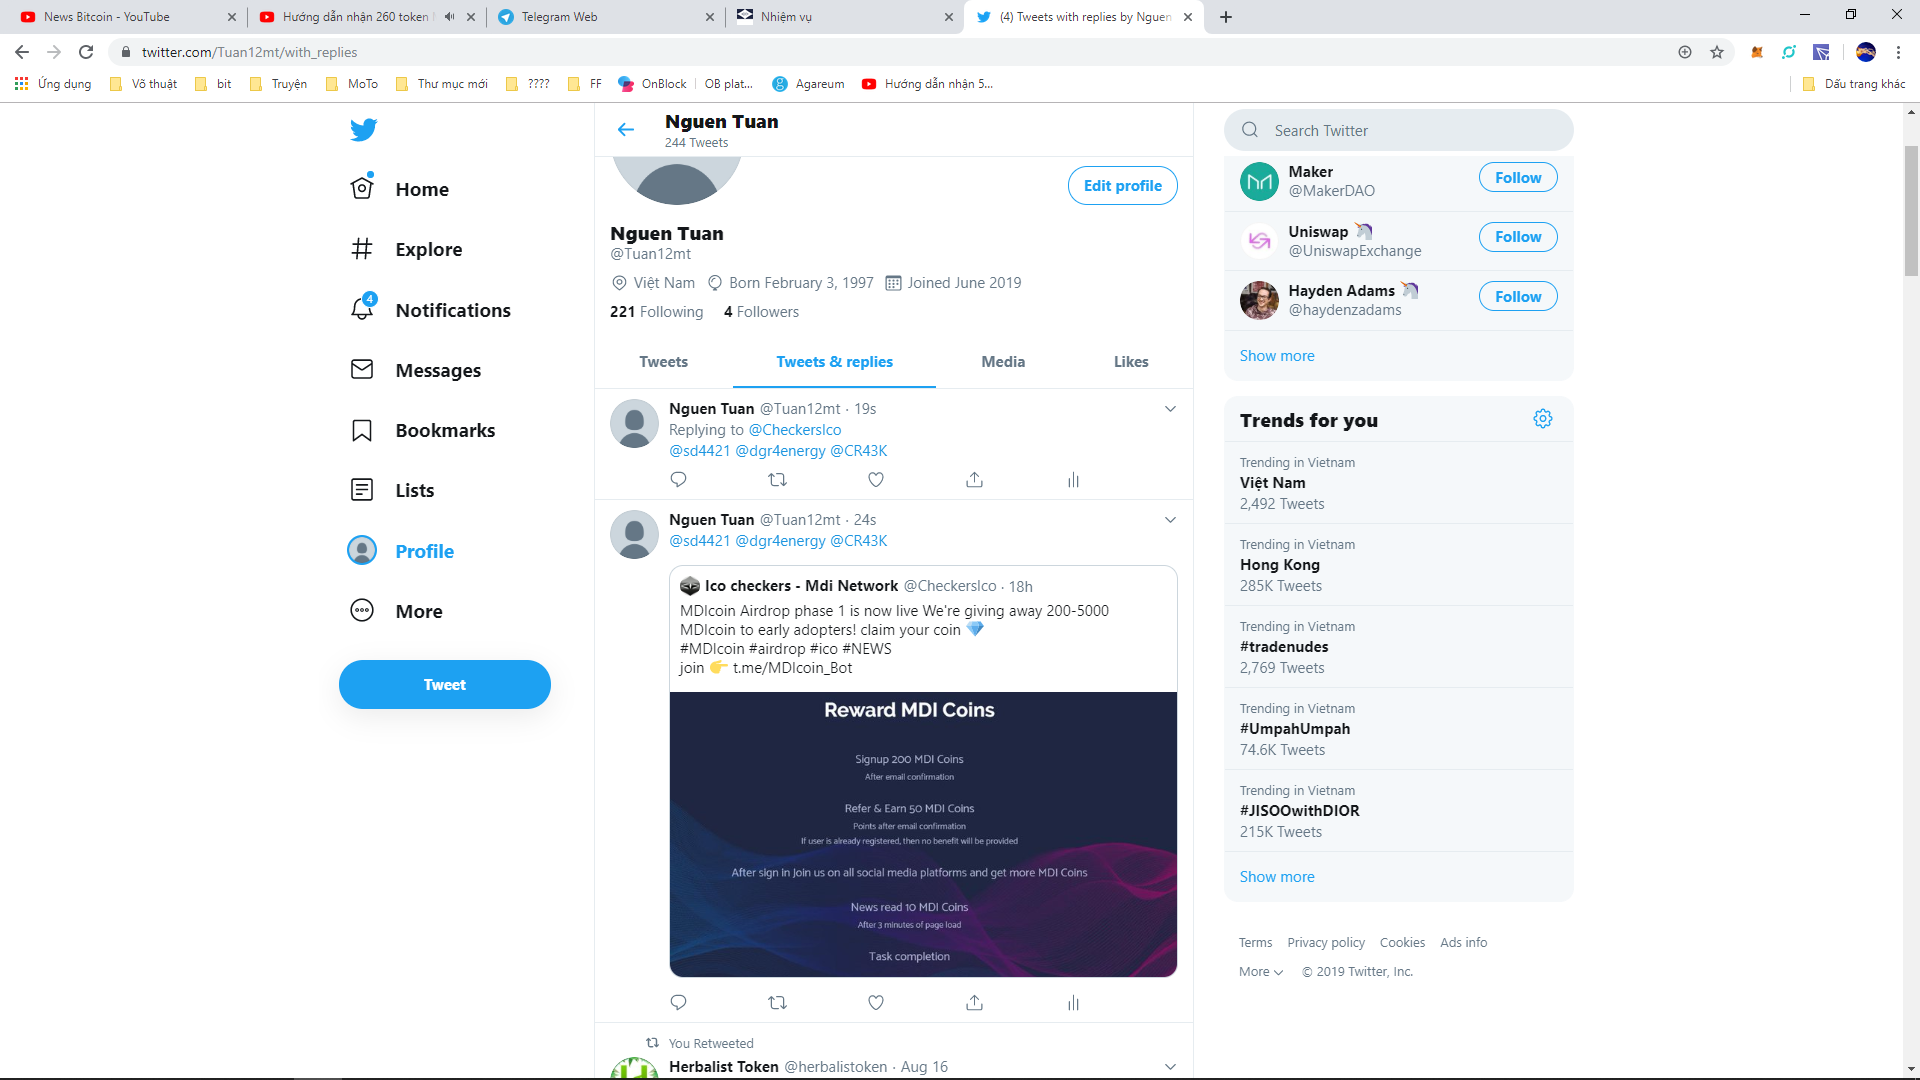 News Bitcoin - YouTube
Hướng dẫn nhận 260 token
Telegram Web
Nhiệm vụ
(4) Tweets with replies by Nguen
twitter.com/Tuan12mt/with_replies
Ứng dụng
Võ thuật
bit
Truyện
MoTo
Thư mục mới
????
FF
OnBlock
OB plat...
Agareum
Hướng dẫn nhận 5...
Dấu trang khác
Home
Explore
4
Notifications
Messages
Bookmarks
Lists
Profile
More
Tweet
Nguen Tuan
244 Tweets
Edit profile
Nguen Tuan
@Tuan12mt
Việt Nam Born February 3, 1997 Joined June 2019
221 Following 4 Followers
Tweets Tweets & replies Media Likes
Nguen Tuan @Tuan12mt · 19s
Replying to @CheckersIco
@sd4421 @dgr4energy @CR43K
Nguen Tuan @Tuan12mt · 24s
@sd4421 @dgr4energy @CR43K
Ico checkers - Mdi Network @CheckersIco · 18h
MDIcoin Airdrop phase 1 is now live We're giving away 200-5000
MDIcoin to early adopters! claim your coin 💎
#MDIcoin #airdrop #ico #NEWS
join 👉 t.me/MDIcoin_Bot
Reward MDI Coins
Signup 200 MDI Coins
After email confirmation
Refer & Earn 50 MDI Coins
Points after email confirmation
If user is already registered, then no benefit will be provided
After sign in Join us on all social media platforms and get more MDI Coins
News read 10 MDI Coins
After 3 minutes of page load
Task completion
You Retweeted
Herbalist Token @herbalistoken · Aug 16
Search Twitter
Maker
@MakerDAO
Follow
Uniswap 🦄
@UniswapExchange
Follow
Hayden Adams 🦄
@haydenzadams
Follow
Show more
Trends for you
Trending in Vietnam
Việt Nam
2,492 Tweets
Trending in Vietnam
Hong Kong
285K Tweets
Trending in Vietnam
#tradenudes
2,769 Tweets
Trending in Vietnam
#UmpahUmpah
74.6K Tweets
Trending in Vietnam
#JISOOwithDIOR
215K Tweets
Show more
Terms Privacy policy Cookies Ads info
More © 2019 Twitter, Inc.